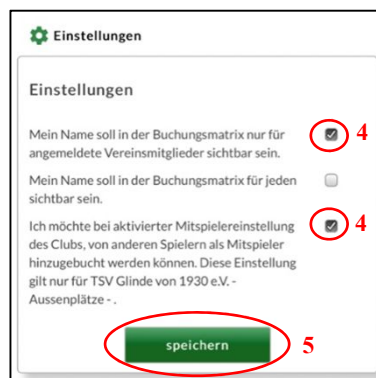 Einstellungen
Einstellungen
Mein Name soll in der Buchungsmatrix nur für
angemeldete Vereinsmitglieder sichtbar sein.
4
Mein Name soll in der Buchungsmatrix für jeden
sichtbar sein.
Ich möchte bei aktivierter Mitspielereinstellung
4
des Clubs, von anderen Spielern als Mitspieler
hinzugebucht werden können. Diese Einstellung
gilt nur für TSV Glinde von 1930 e.V. -
Aussenplätze - .
speichern
5